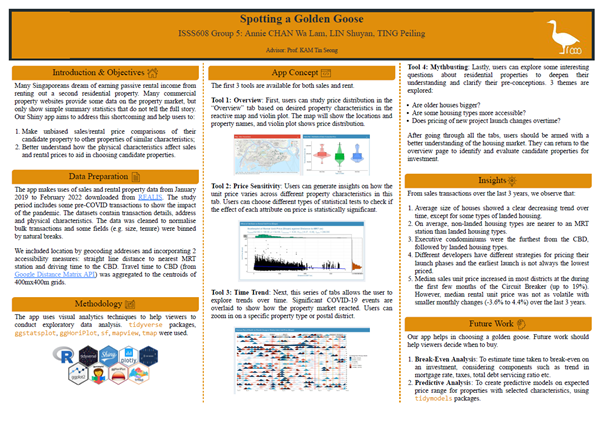 Spotting a Golden Goose
ISSS608 Group 5: Annie CHAN Wa Lam, LIN Shuyan, TING Peiling
Advisor: Prof. KAM Tin Seong
Introduction & Objectives
Many Singaporeans dream of earning passive rental income from
renting out a second residential property. Many commercial
property websites provide some data on the property market, but
only show simple summary statistics that do not tell the full story.
Our Shiny app aims to address this shortcoming and help users to:
1. Make unbiased sales/rental price comparisons of their
candidate property to other properties of similar characteristics;
2. Better understand how the physical characteristics affect sales
and rental prices to aid in choosing candidate properties.
Data Preparation
The app makes uses of sales and rental property data from January
2019 to February 2022 downloaded from REALIS. The study
period includes pre-COVID transactions to show the impact of
the pandemic. The datasets contain transaction details, address
and physical characteristics. The data was cleaned to normalise
bulk transactions and some fields (e.g. size, tenure) were binned
by natural breaks.
We included location by geocoding addresses and incorporating 2
accessibility measures: straight line distance to nearest MRT
station and driving time to the CBD. Travel time to CBD (from
Google Distance Matrix API) was aggregated to the centroids of
400mx400m grids.
Methodology
The app uses visual analytics techniques to help viewers to
conduct exploratory data analysis. tidyverse packages,
ggstatsplot, ggHoriPlot, sf, mapview, tmap were used.
App Concept
The first 3 tools are available for both sales and rent.
Tool 1: Overview: First, users can study price distribution in the
"Overview" tab based on desired property characteristics in the
reactive map and violin plot. The map will show the locations and
property names, and violin plot shows price distribution.
Tool 2: Price Sensitivity: Users can generate insights on how the
unit price varies across different property characteristics in this
tab. Users can choose different types of statistical tests to check if
the effect of each attribute on price is statistically significant.
Tool 3: Time Trend: Next, this series of tabs allows the user to
explore trends over time. Significant COVID-19 events are
overlaid to show how the property market reacted. Users can
zoom in on a specific property type or postal district.
Tool 4: Mythbusting: Lastly, users can explore some interesting
questions about residential properties to deepen their
understanding and clarify their pre-conceptions. 3 themes are
explored:
• Are older houses bigger?
• Are some housing types more accessible?
• Does pricing of new project launch changes overtime?
After going through all the tabs, users should be armed with a
better understanding of the housing market. They can return to the
overview page to identify and evaluate candidate properties for
investment.
Insights
From sales transactions over the last 3 years, we observe that:
1. Average size of houses showed a clear decreasing trend over
time, except for some types of landed housing.
2. On average, non-landed housing types are nearer to an MRT
station than landed housing types.
3. Executive condominiums were the furthest from the CBD,
followed by landed housing types.
4. Different developers have different strategies for pricing their
launch phases and the earliest launch is not always the lowest
priced.
5. Median sales unit price increased in most districts at the during
the first few months of the Circuit Breaker (up to 19%).
However, median rental unit price was not as volatile with
smaller monthly changes (-3.6% to 4.4%) over the last 3 years.
Future Work
Our app helps in choosing a golden goose. Future work should
help viewers decide when to buy.
1. Break-Even Analysis: To estimate time taken to break-even on
an investment, considering components such as trend in
mortgage rate, taxes, total debt servicing ratio etc.
2. Predictive Analysis: To create predictive models on expected
price range for properties with selected characteristics, using
tidymodels packages.